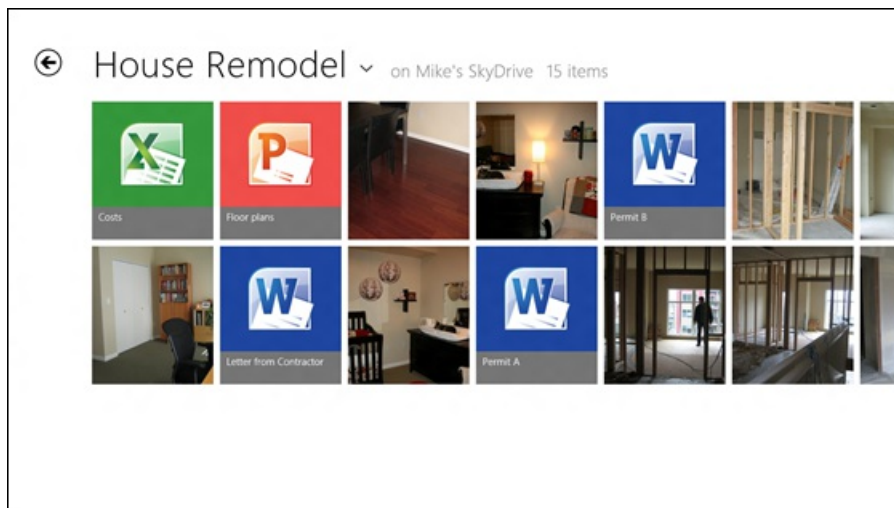 House Remodel on Mike's SkyDrive 15 items
X P W
Costs Floor plans Permit B
W W
Letter from Contractor Permit A